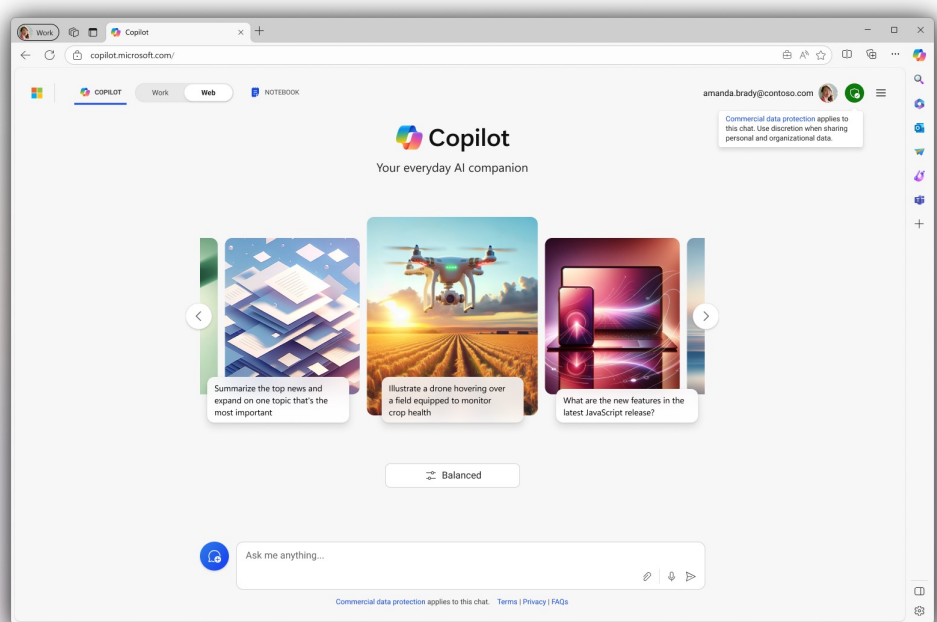 Work
Copilot
copilot.microsoft.com/
COPILOT
Work
Web
NOTEBOOK
amanda.brady@contoso.com
Commercial data protection applies to
this chat. Use discretion when sharing
personal and organizational data.
Copilot
Your everyday AI companion
Summarize the top news and
expand on one topic that's the
most important
Illustrate a drone hovering over
a field equipped to monitor
crop health
What are the new features in the
latest JavaScript release?
Balanced
Ask me anything...
Commercial data protection applies to this chat. Terms | Privacy | FAQs